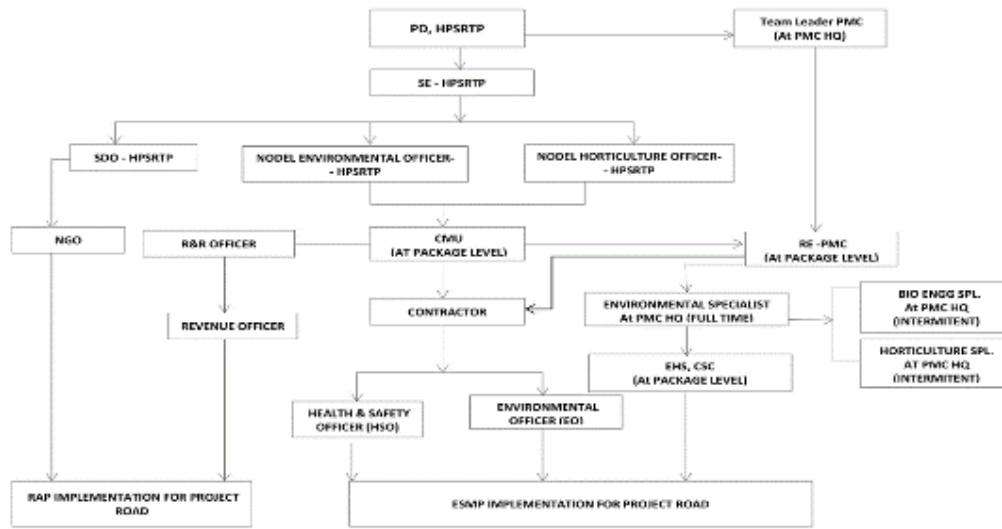 PD, HPSRTP
Team Leader PMC
(At PMC HQ)
SE - HPSRTP
SDO - HPSRTP
NODEL ENVIRONMENTAL OFFICER-
- HPSRTP
NODEL HORTICULTURE OFFICER-
- HPSRTP
NGO
R&R OFFICER
CMU
(AT PACKAGE LEVEL)
RE -PMC
(At PACKAGE LEVEL)
REVENUE OFFICER
CONTRACTOR
ENVIRONMENTAL SPECIALIST
At PMC HQ (FULL TIME)
BIO ENGG SPL.
At PMC HQ
(INTERMITENT)
HORTICULTURE SPL.
AT PMC HQ
(INTERMITENT)
EHS, CSC
(At PACKAGE LEVEL)
HEALTH & SAFETY
OFFICER (HSO)
ENVIRONMENTAL
OFFICER (EO)
RAP IMPLEMENTATION FOR PROJECT
ROAD
ESMP IMPLEMENTATION FOR PROJECT ROAD